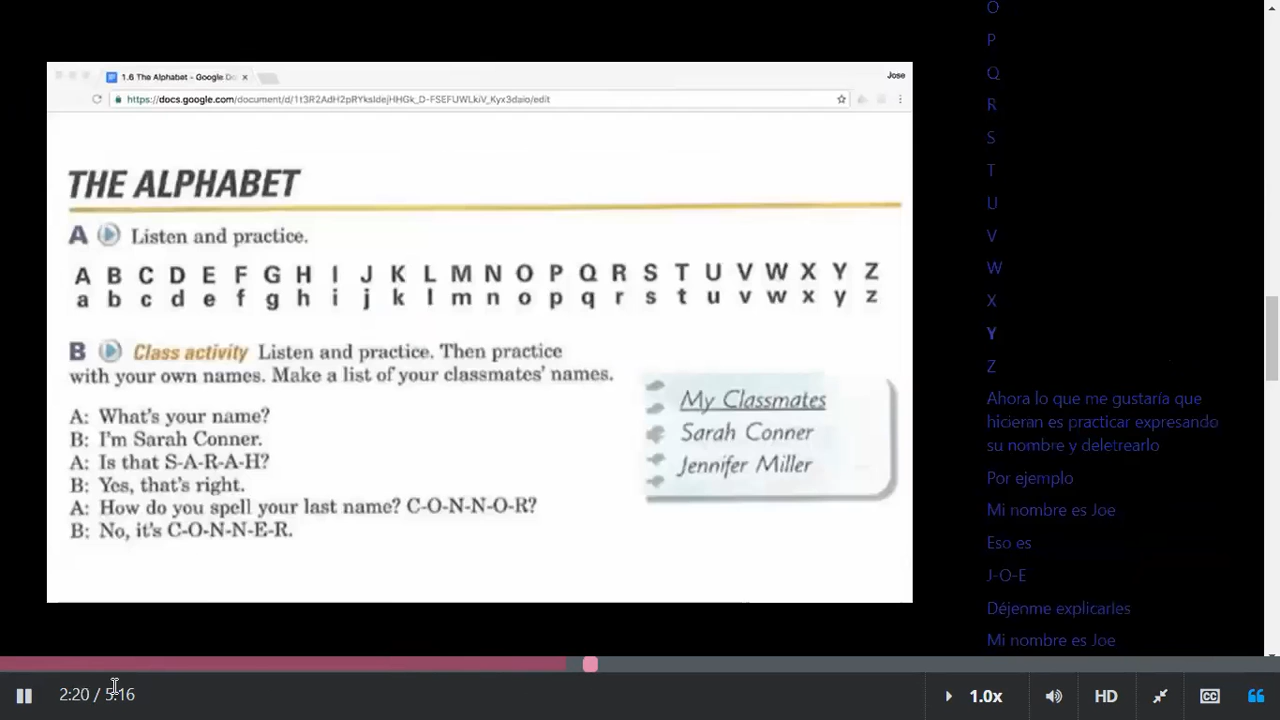 1.6 The Alphabet - Google Do
Jose
https://docs.google.com/document/d/1t3R2AdH2pRYksIdejHHGk_D-FSEFUWLkiV_Kyx3daio/edit
THE ALPHABET
A Listen and practice.
A B C D E F G H I J K L M N O P Q R S T U V W X Y Z
a b c d e f g h i j k l m n o p q r s t u v w x y z
B Class activity Listen and practice. Then practice
with your own names. Make a list of your classmates' names.
A: What's your name?
B: I'm Sarah Conner.
A: Is that S-A-R-A-H?
B: Yes, that's right.
A: How do you spell your last name? C-O-N-N-O-R?
B: No, it's C-O-N-N-E-R.
My Classmates
Sarah Conner
Jennifer Miller
O
P
Q
R
S
T
U
V
W
X
Y
Z
Ahora lo que me gustaría que
hicieran es practicar expresando
su nombre y deletrearlo
Por ejemplo
Mi nombre es Joe
Eso es
J-O-E
Déjenme explicarles
Mi nombre es Joe
2:20 / 5:16
1.0x
HD
CC